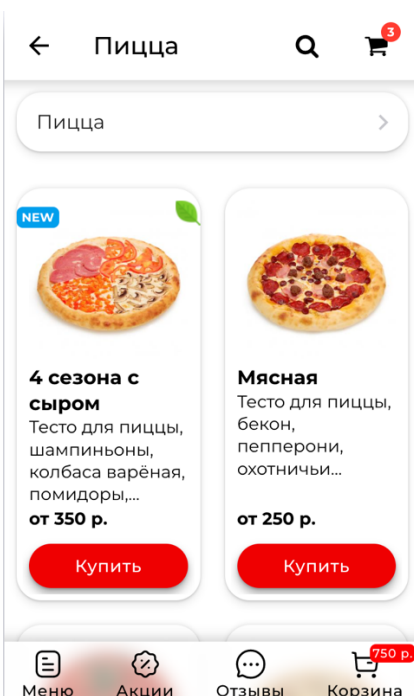 Пицца
3
Пицца
NEW
4 сезона с
сыром
Тесто для пиццы,
шампиньоны,
колбаса варёная,
помидоры,...
от 350 р.
Купить
Мясная
Тесто для пиццы,
бекон,
пепперони,
охотничьи...
от 250 р.
Купить
750 р.
Меню
Акции
Отзывы
Корзина